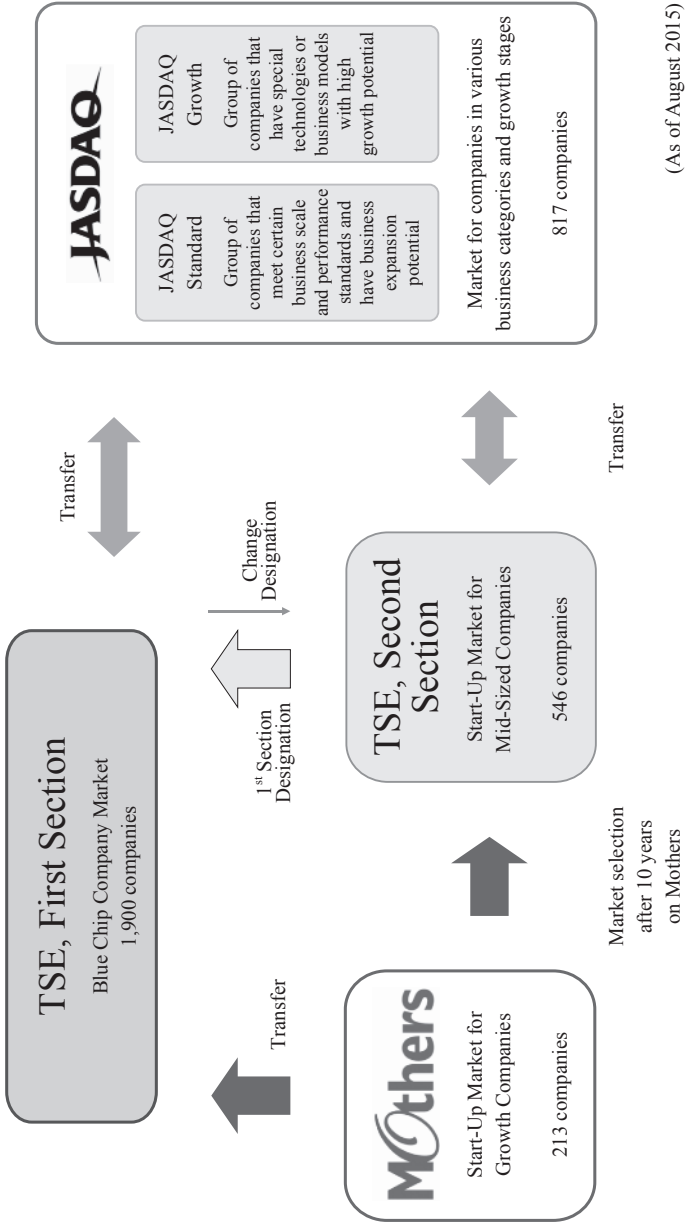 TSE, First Section
Blue Chip Company Market
1,900 companies
Transfer
1st Section
Designation
Change
Designation
Transfer
Mothers
Start-Up Market for
Growth Companies
213 companies
Market selection
after 10 years
on Mothers
TSE, Second
Section
Start-Up Market for
Mid-Sized Companies
546 companies
Transfer
JASDAQ
JASDAQ
Standard
Group of
companies that
meet certain
business scale
and performance
standards and
have business
expansion
potential
JASDAQ
Growth
Group of
companies that
have special
technologies or
business models
with high
growth potential
Market for companies in various
business categories and growth stages
817 companies
(As of August 2015)